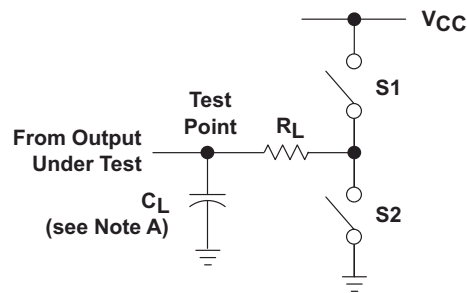 VCC
S1
Test
Point
RL
From Output
Under Test
CL
(see Note A)
S2